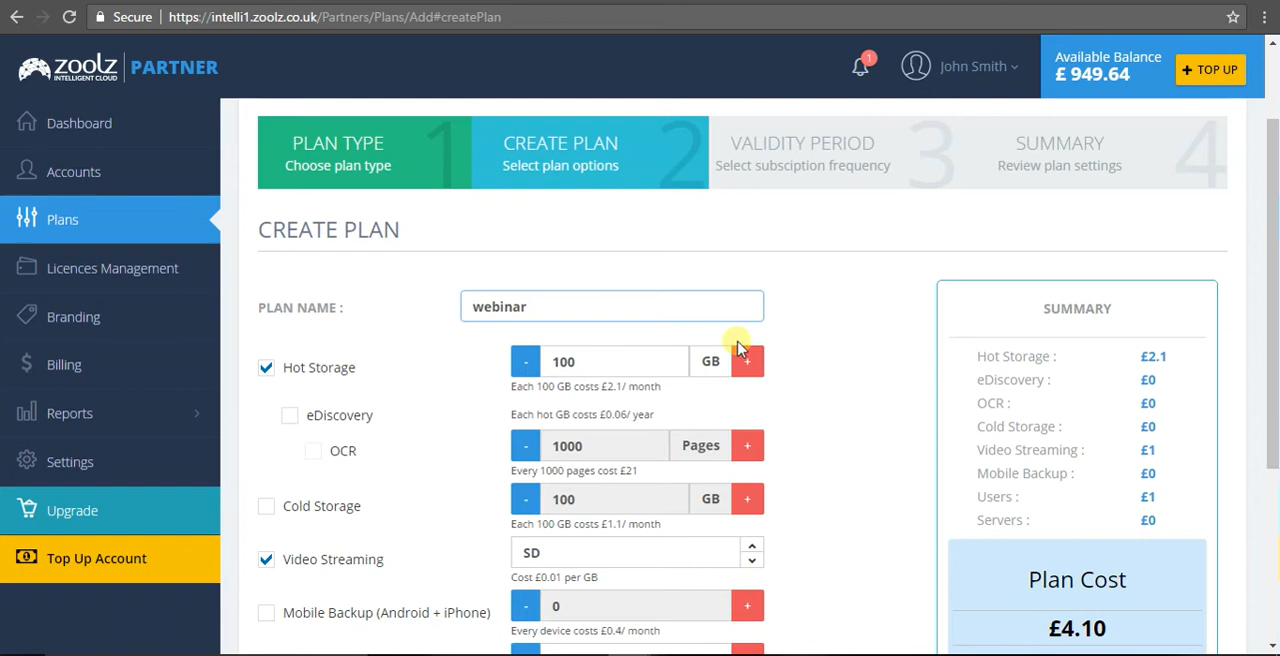 Secure https://intelli1.zoolz.co.uk/Partners/Plans/Add#createPlan
zoolz INTELLIGENT CLOUD PARTNER
1
John Smith
Available Balance
£ 949.64
+ TOP UP
Dashboard
Accounts
Plans
Licences Management
Branding
Billing
Reports
Settings
Upgrade
Top Up Account
PLAN TYPE
Choose plan type
1
CREATE PLAN
Select plan options
2
VALIDITY PERIOD
Select subsciption frequency
3
SUMMARY
Review plan settings
4
CREATE PLAN
PLAN NAME : webinar
Hot Storage - 100 GB +
Each 100 GB costs £2.1/ month
eDiscovery Each hot GB costs £0.06/ year
OCR - 1000 Pages +
Every 1000 pages cost £21
Cold Storage - 100 GB +
Each 100 GB costs £1.1/ month
Video Streaming SD
Cost £0.01 per GB
Mobile Backup (Android + iPhone) - 0 +
Every device costs £0.4/ month
SUMMARY
Hot Storage : £2.1
eDiscovery : £0
OCR : £0
Cold Storage : £0
Video Streaming : £1
Mobile Backup : £0
Users : £1
Servers : £0
Plan Cost
£4.10